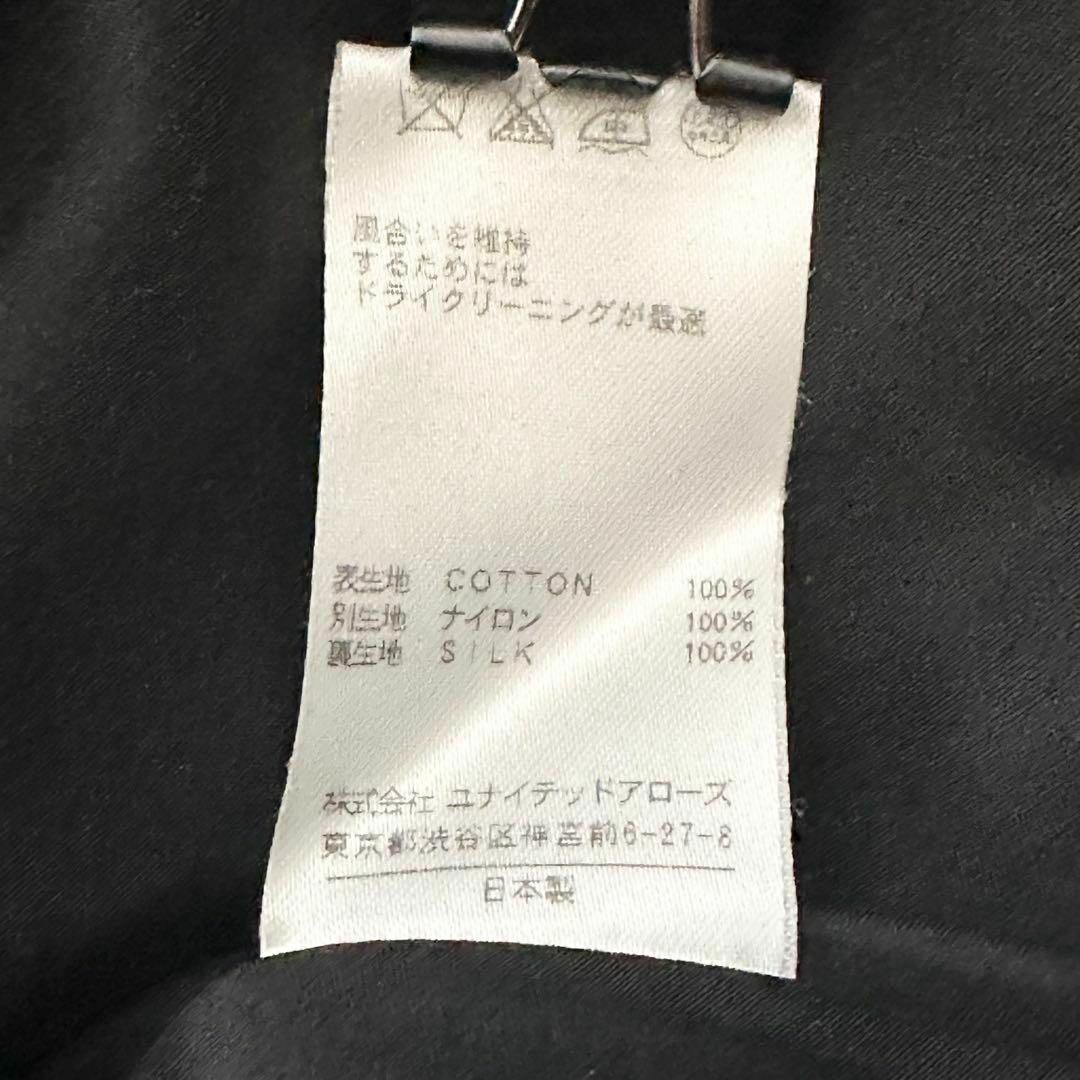 中
風合いを維持
するためには
ドライクリーニングが最適
表生地 COTTON 100%
別生地 ナイロン 100%
裏生地 SILK 100%
株式会社 ユナイテッドアローズ
東京都渋谷区神宮前6-27-8
日本製